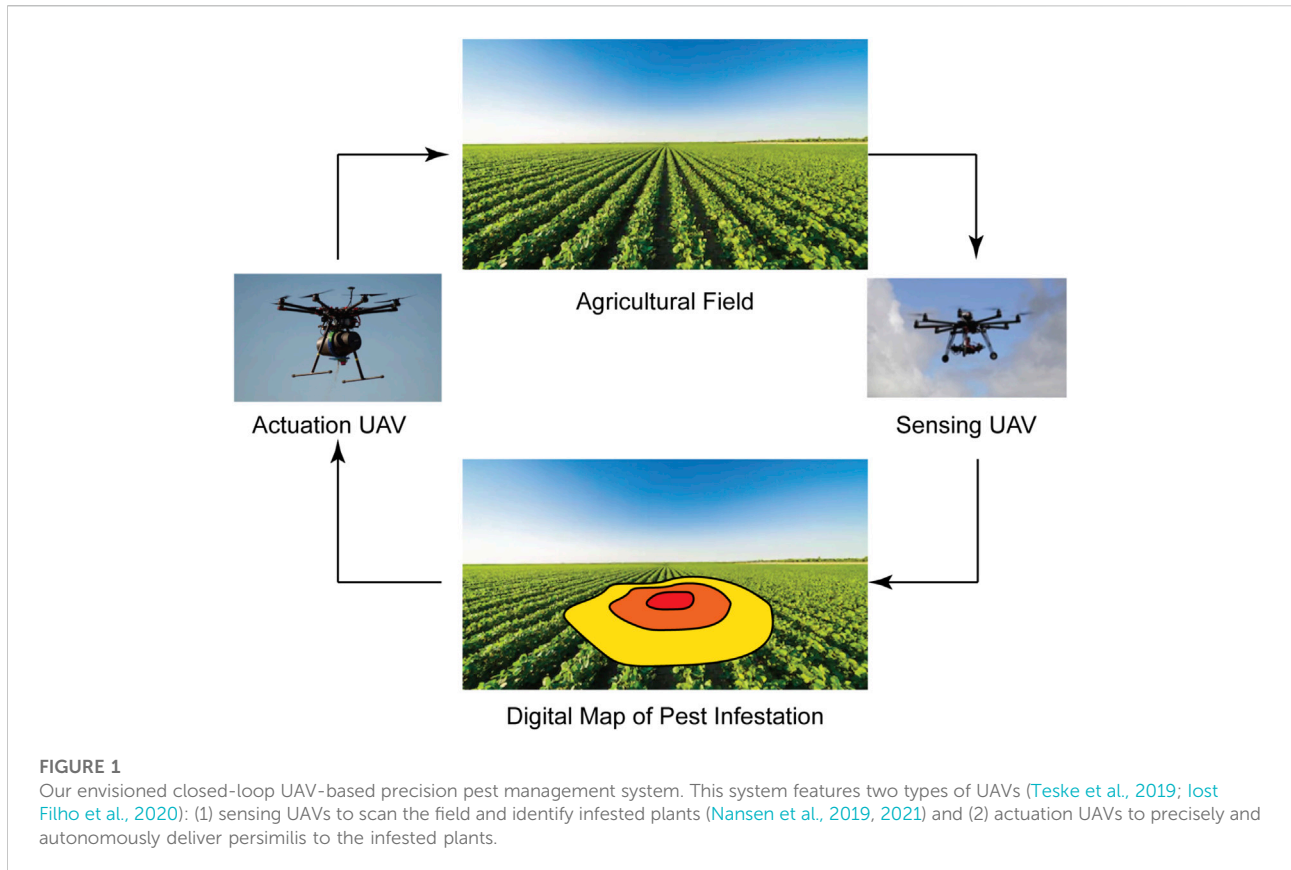 Agricultural Field
Actuation UAV
Sensing UAV
Digital Map of Pest Infestation
FIGURE 1
Our envisioned closed-loop UAV-based precision pest management system. This system features two types of UAVs (Teske et al., 2019; Iost
Filho et al., 2020): (1) sensing UAVs to scan the field and identify infested plants (Nansen et al., 2019, 2021) and (2) actuation UAVs to precisely and
autonomously deliver persimilis to the infested plants.